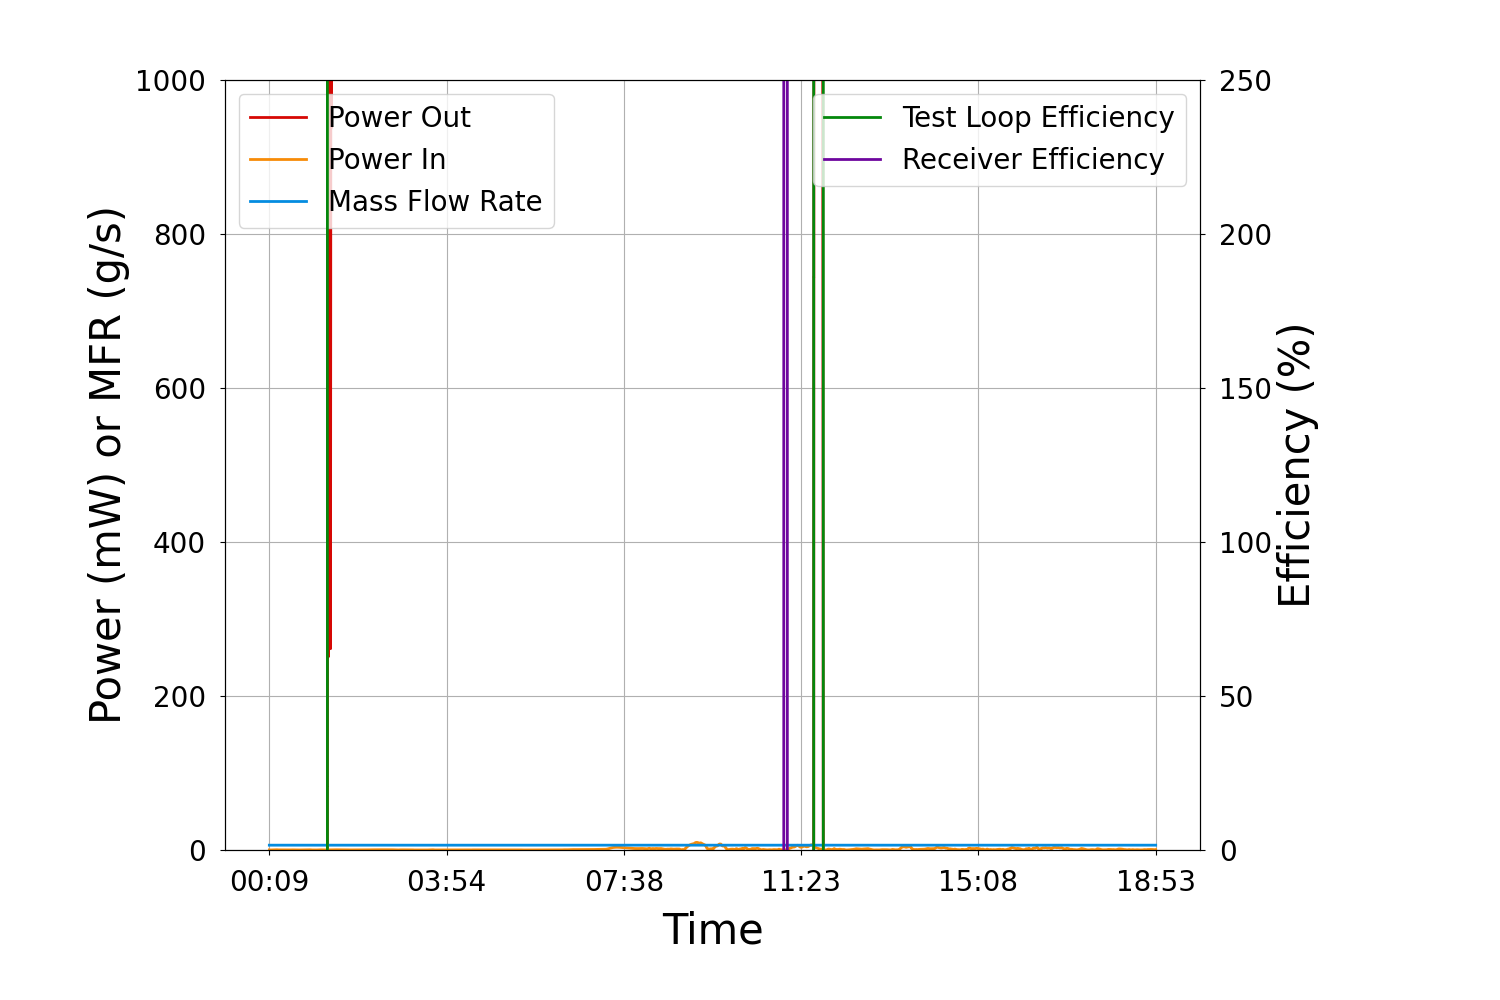 1000
800
600
400
200
0
Power (mW) or MFR (g/s)
Power Out
Power In
Mass Flow Rate
Test Loop Efficiency
Receiver Efficiency
250
200
150
100
50
0
Efficiency (%)
00:09 03:54 07:38 11:23 15:08 18:53
Time